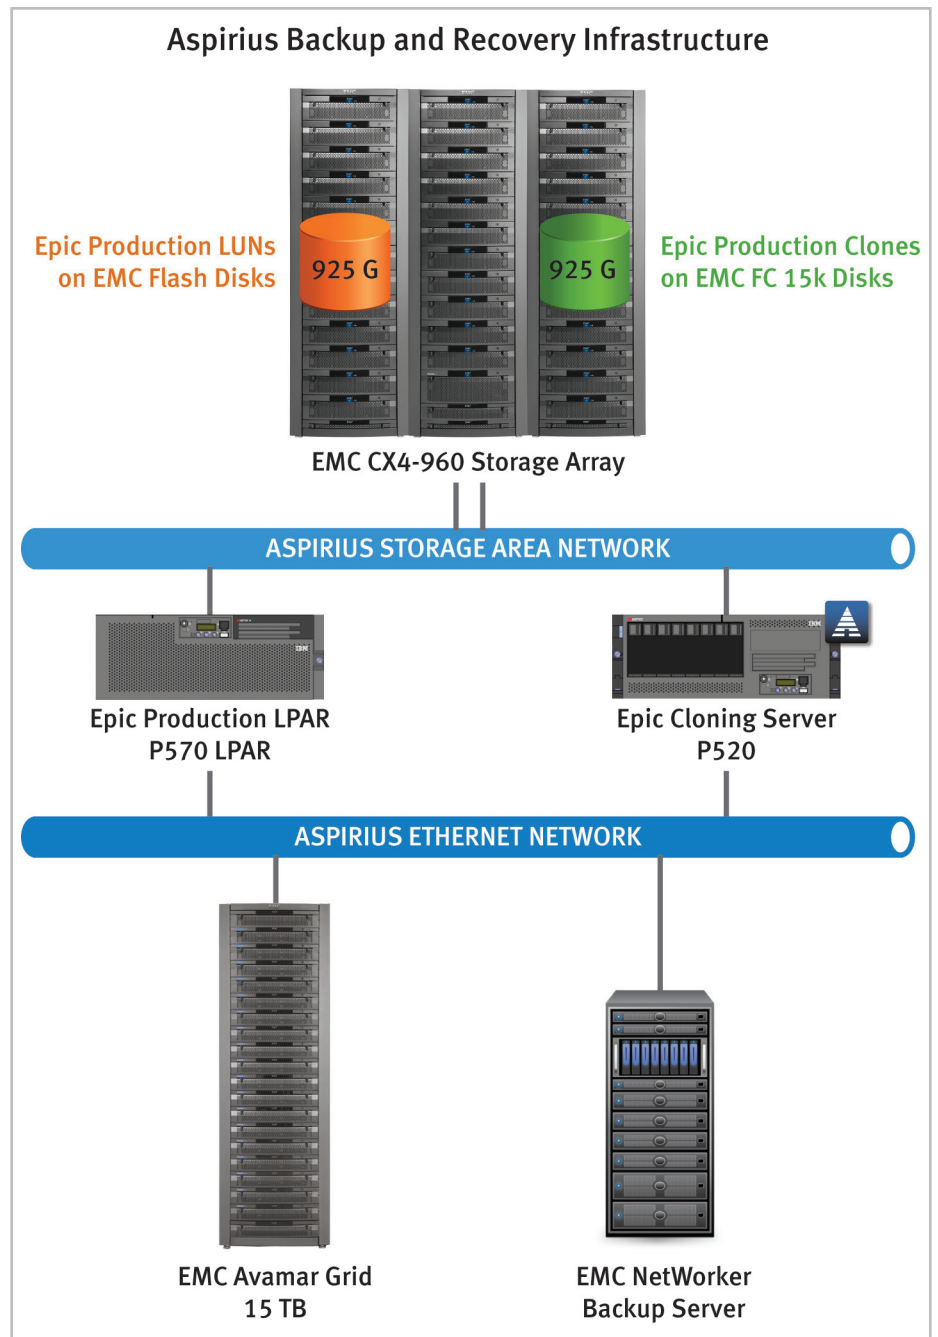 Aspirius Backup and Recovery Infrastructure
Epic Production LUNs
on EMC Flash Disks
925 G
925 G
Epic Production Clones
on EMC FC 15k Disks
EMC CX4-960 Storage Array
ASPIRIUS STORAGE AREA NETWORK
IBM
IBM
Epic Production LPAR
P570 LPAR
Epic Cloning Server
P520
ASPIRIUS ETHERNET NETWORK
EMC Avamar Grid
15 TB
EMC NetWorker
Backup Server